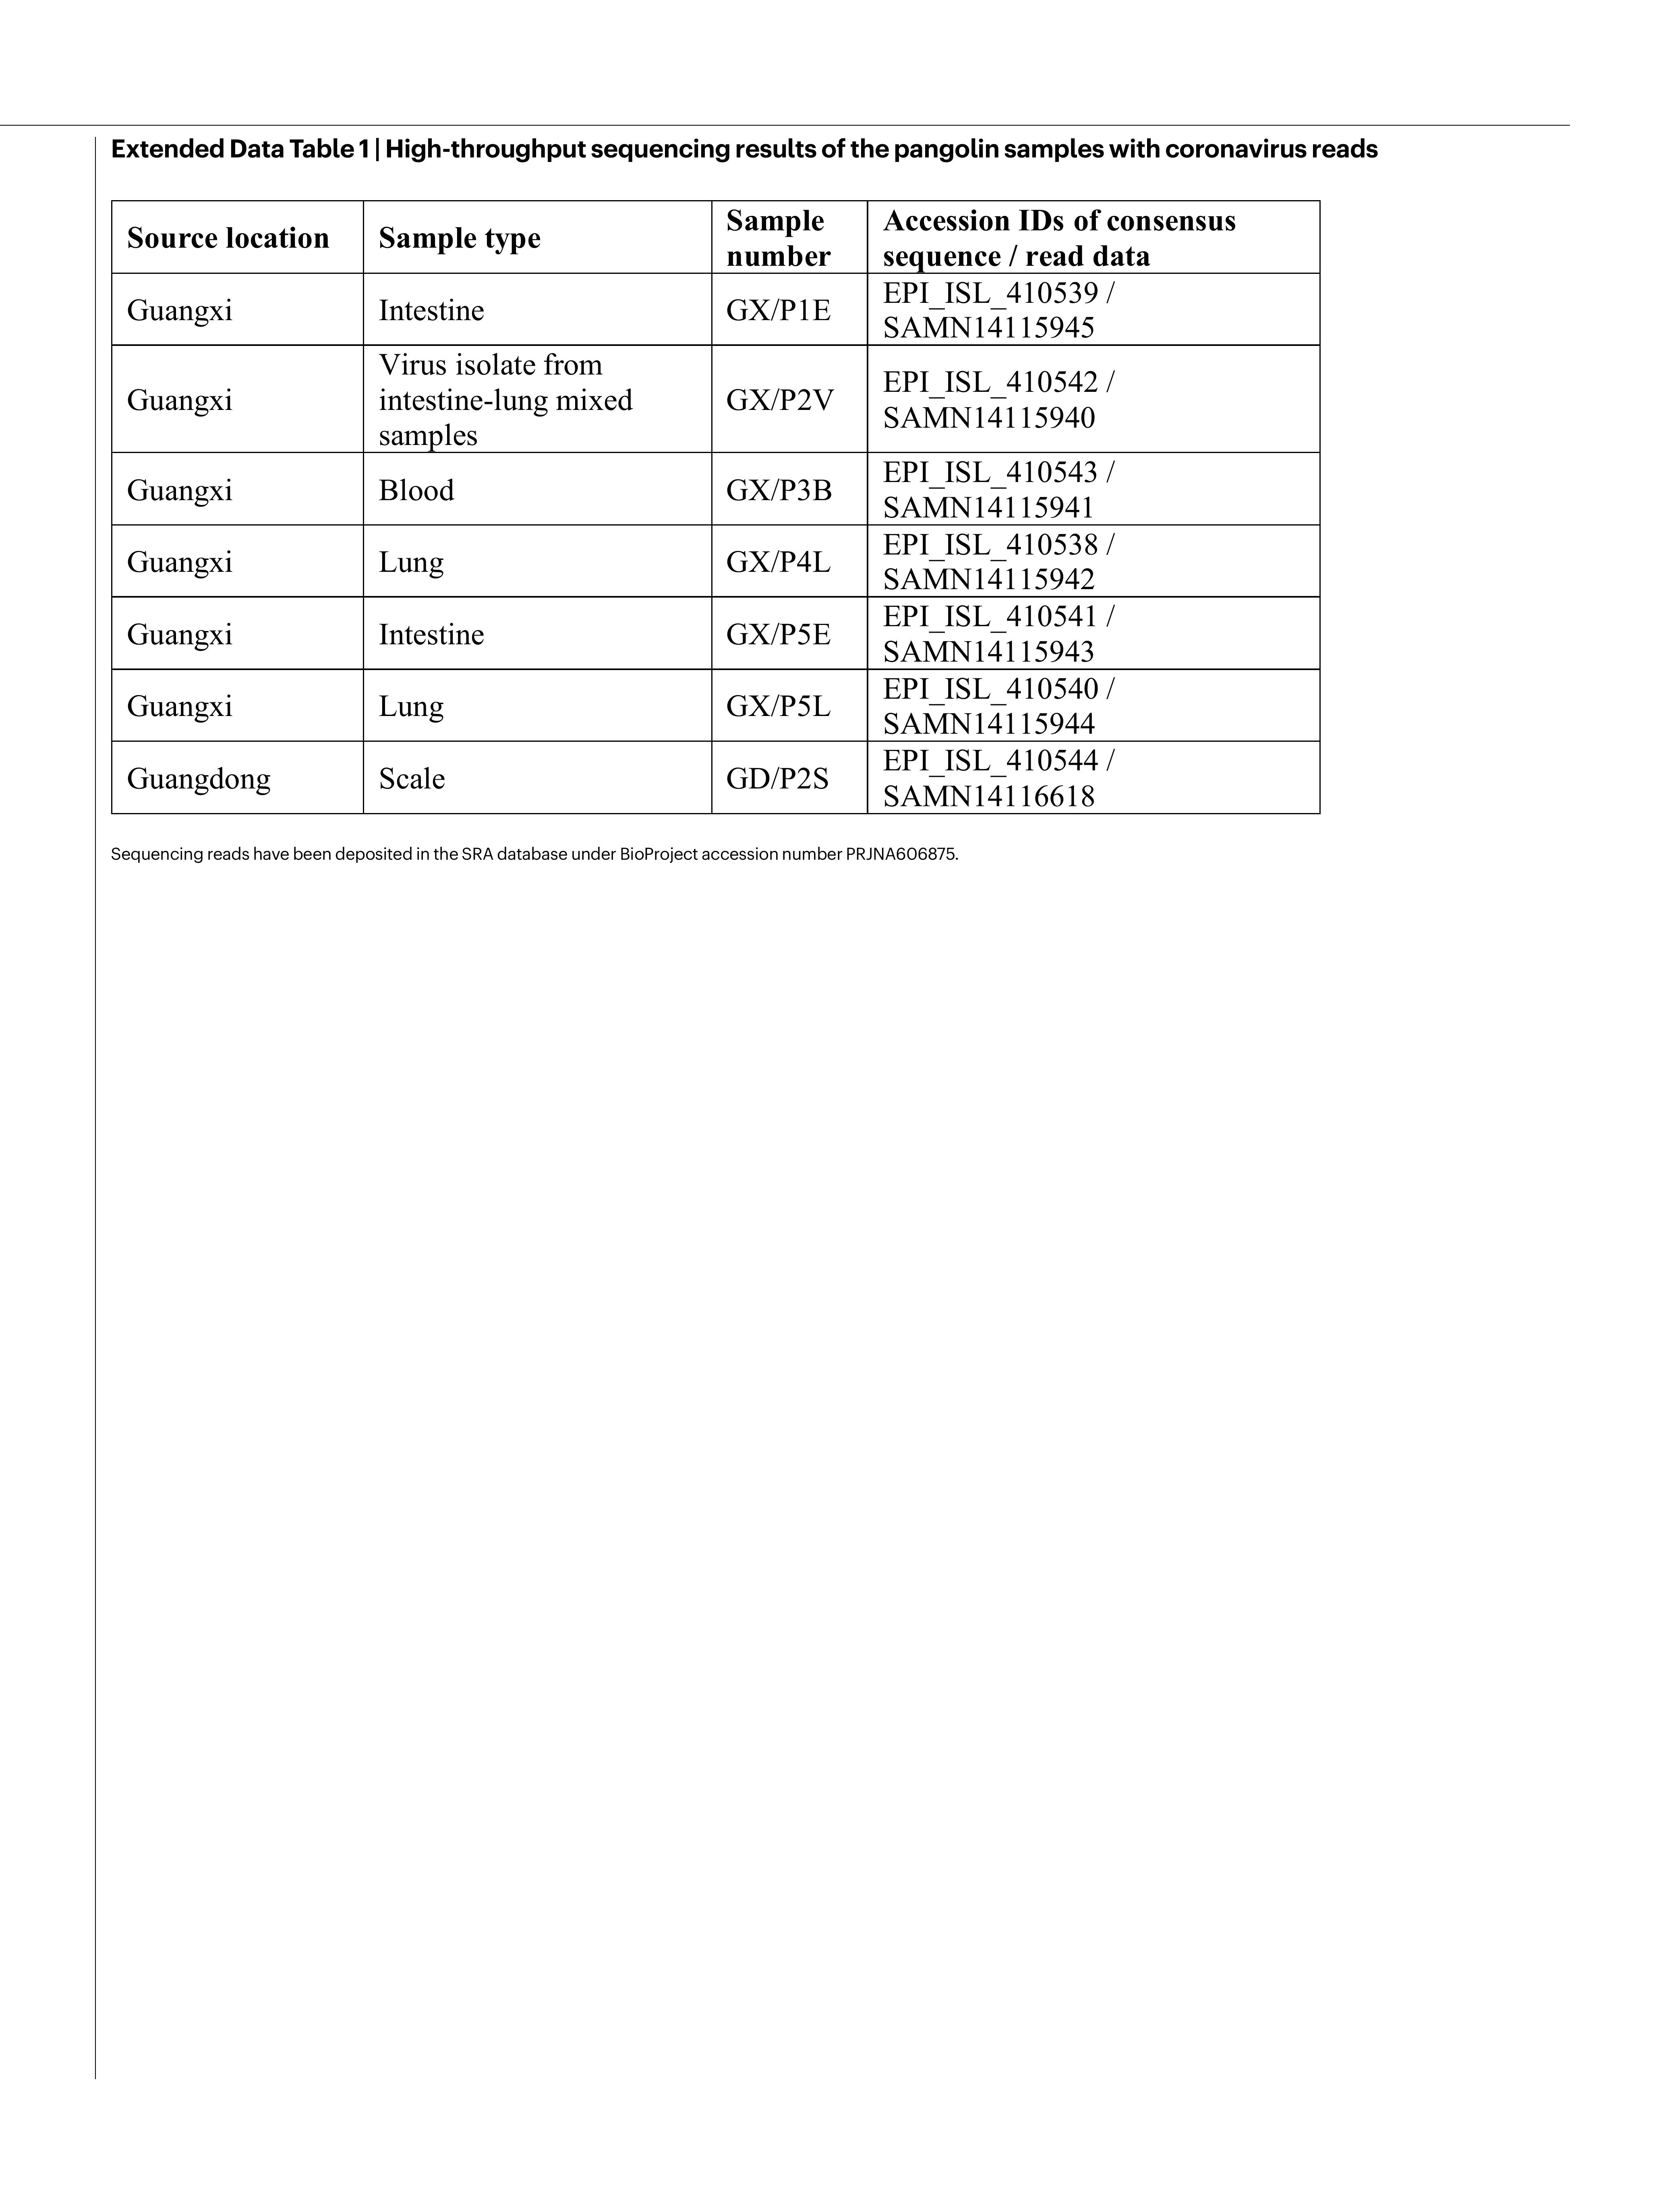 Extended Data Table 1 | High-throughput sequencing results of the pangolin samples with coronavirus reads
Source location
Sample type
Sample
number
Accession IDs of consensus
sequence / read data
Guangxi
Intestine
GX/P1E
EPI_ISL_410539 /
SAMN14115945
Guangxi
Virus isolate from
intestine-lung mixed
samples
GX/P2V
EPI_ISL_410542 /
SAMN14115940
Guangxi
Blood
GX/P3B
EPI_ISL_410543 /
SAMN14115941
Guangxi
Lung
GX/P4L
EPI_ISL_410538 /
SAMN14115942
Guangxi
Intestine
GX/P5E
EPI_ISL_410541 /
SAMN14115943
Guangxi
Lung
GX/P5L
EPI_ISL_410540 /
SAMN14115944
Guangdong
Scale
GD/P2S
EPI_ISL_410544 /
SAMN14116618
Sequencing reads have been deposited in the SRA database under BioProject accession number PRJNA606875.